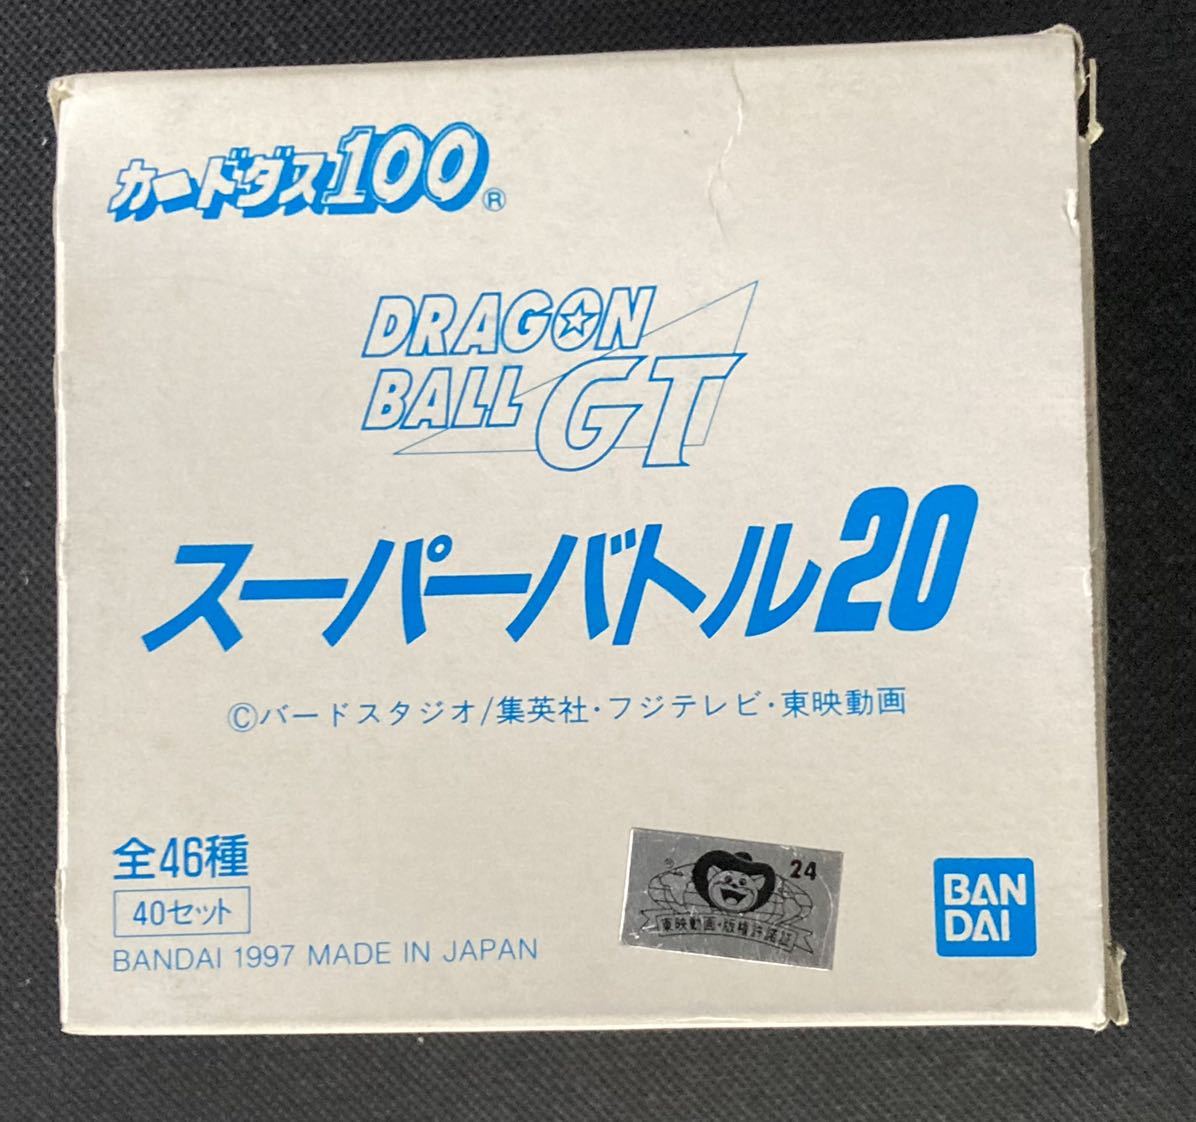 カードダス100®
DRAGON
BALL GT
スーパーバトル20
©バードスタジオ/集英社・フジテレビ・東映動画
全46種
40セット
BANDAI 1997 MADE IN JAPAN
24
東映動画・版権許諾証
BAN
DAI